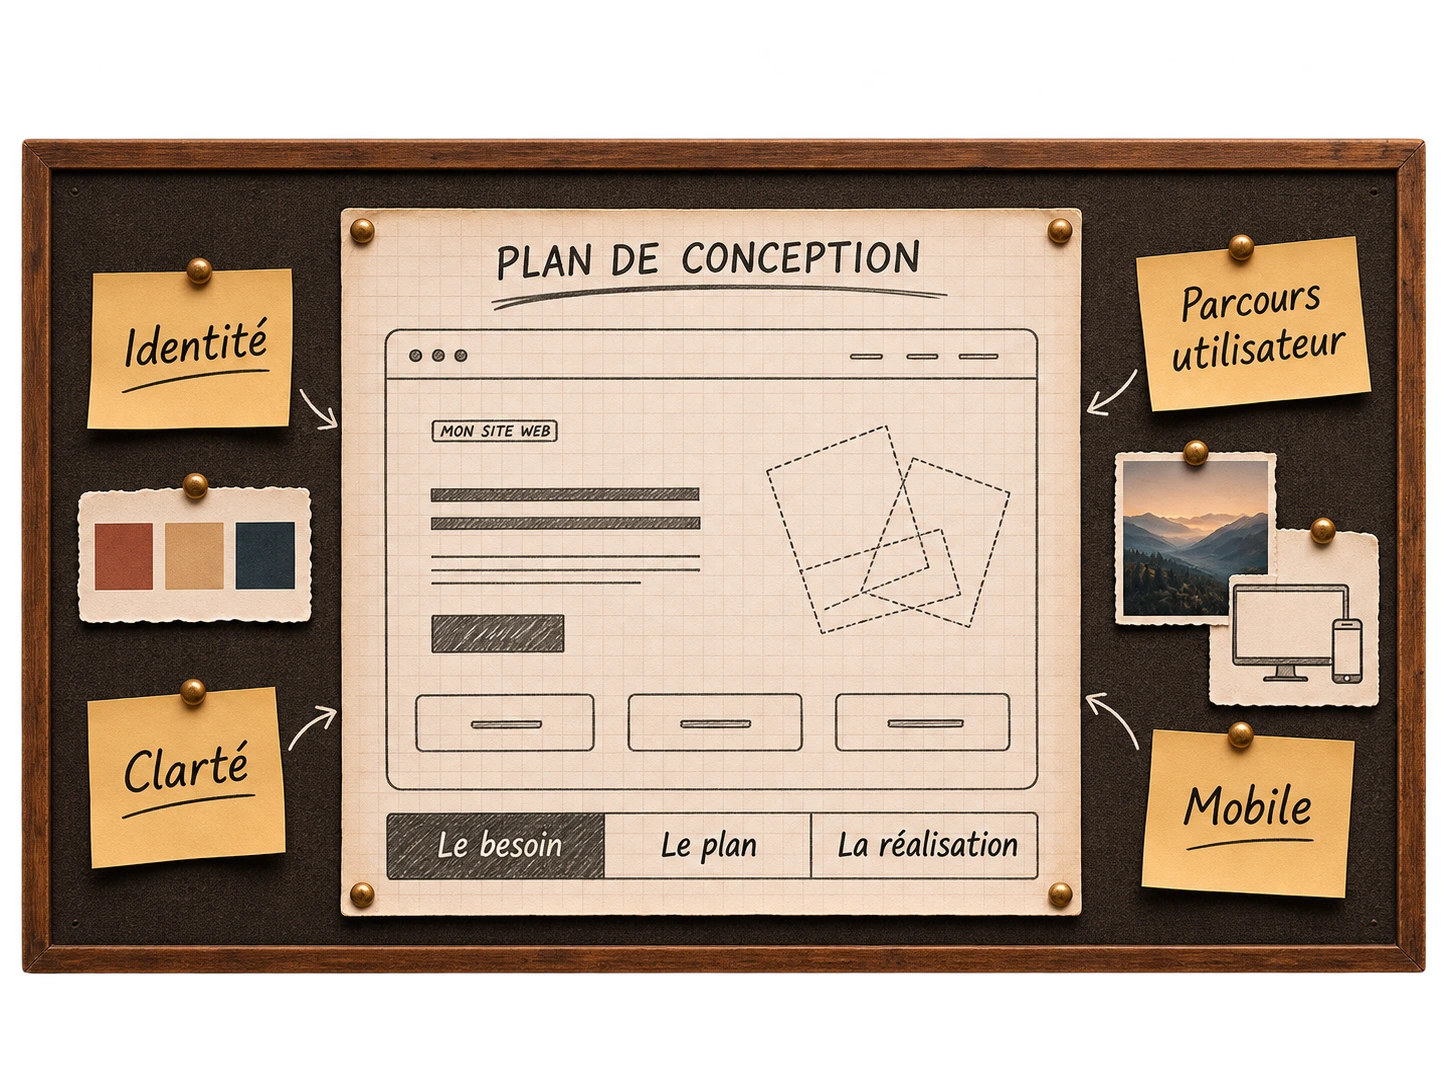 PLAN DE CONCEPTION
Identité
Parcours
utilisateur
MON SITE WEB
Clarté
Mobile
Le besoin
Le plan
La réalisation